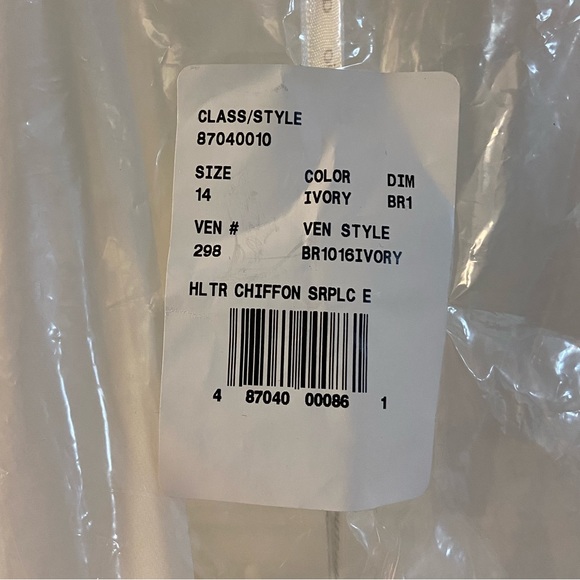 CLASS/STYLE
87040010
SIZE COLOR DIM
14 IVORY BR1
VEN # VEN STYLE
298 BR1016IVORY
HLTR CHIFFON SRPLC E
4 87040 00086 1